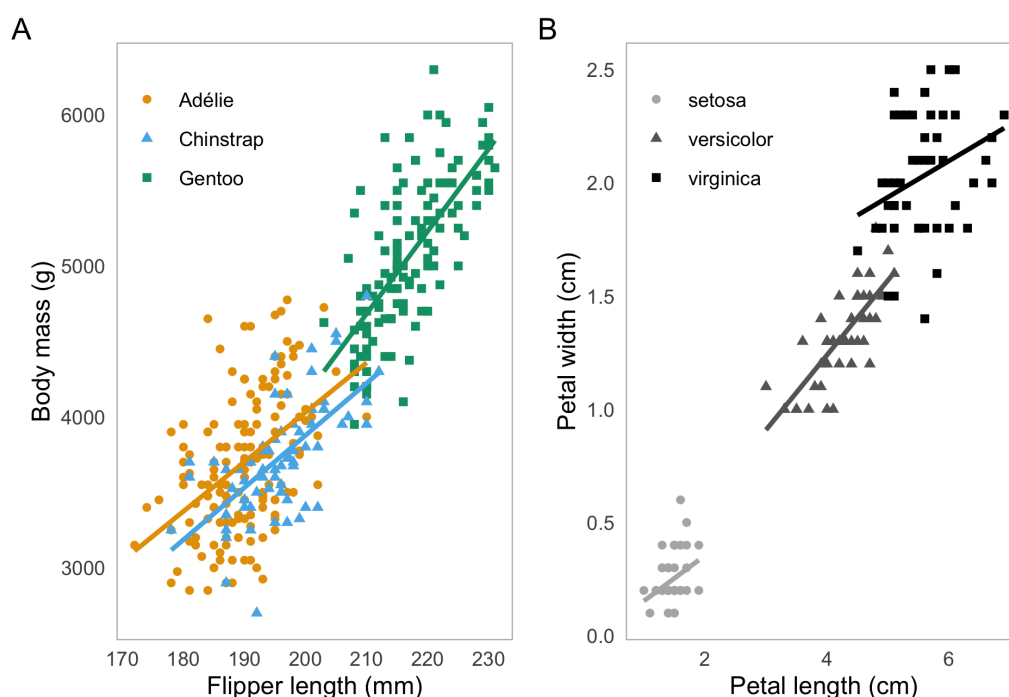 A
Body mass (g)
6000
5000
4000
3000
Adélie
Chinstrap
Gentoo
170 180 190 200 210 220 230
Flipper length (mm)
B
Petal width (cm)
2.5
2.0
1.5
1.0
0.5
0.0
setosa
versicolor
virginica
2 4 6
Petal length (cm)